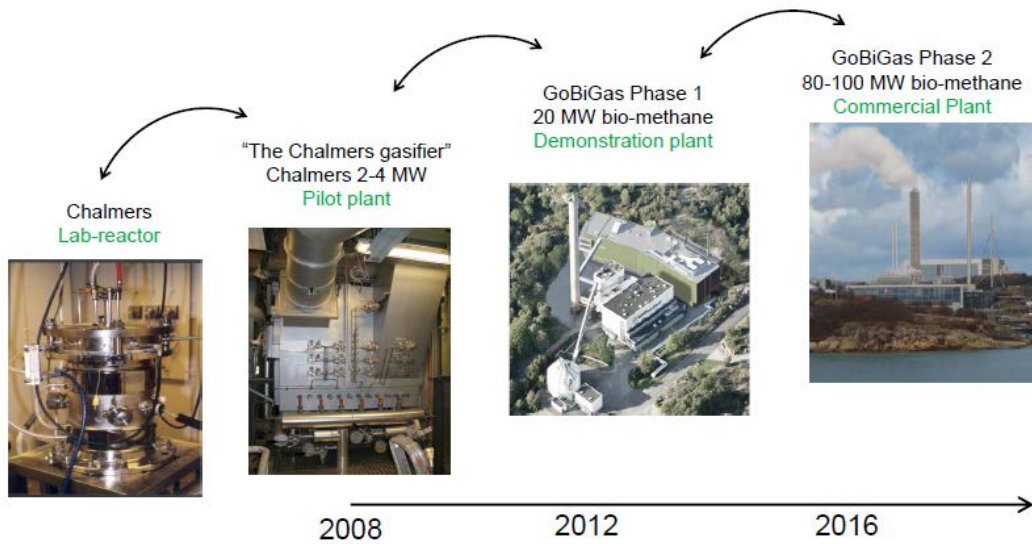 Chalmers
Lab-reactor
“The Chalmers gasifier”
Chalmers 2-4 MW
Pilot plant
GoBiGas Phase 1
20 MW bio-methane
Demonstration plant
GoBiGas Phase 2
80-100 MW bio-methane
Commercial Plant
2008
2012
2016